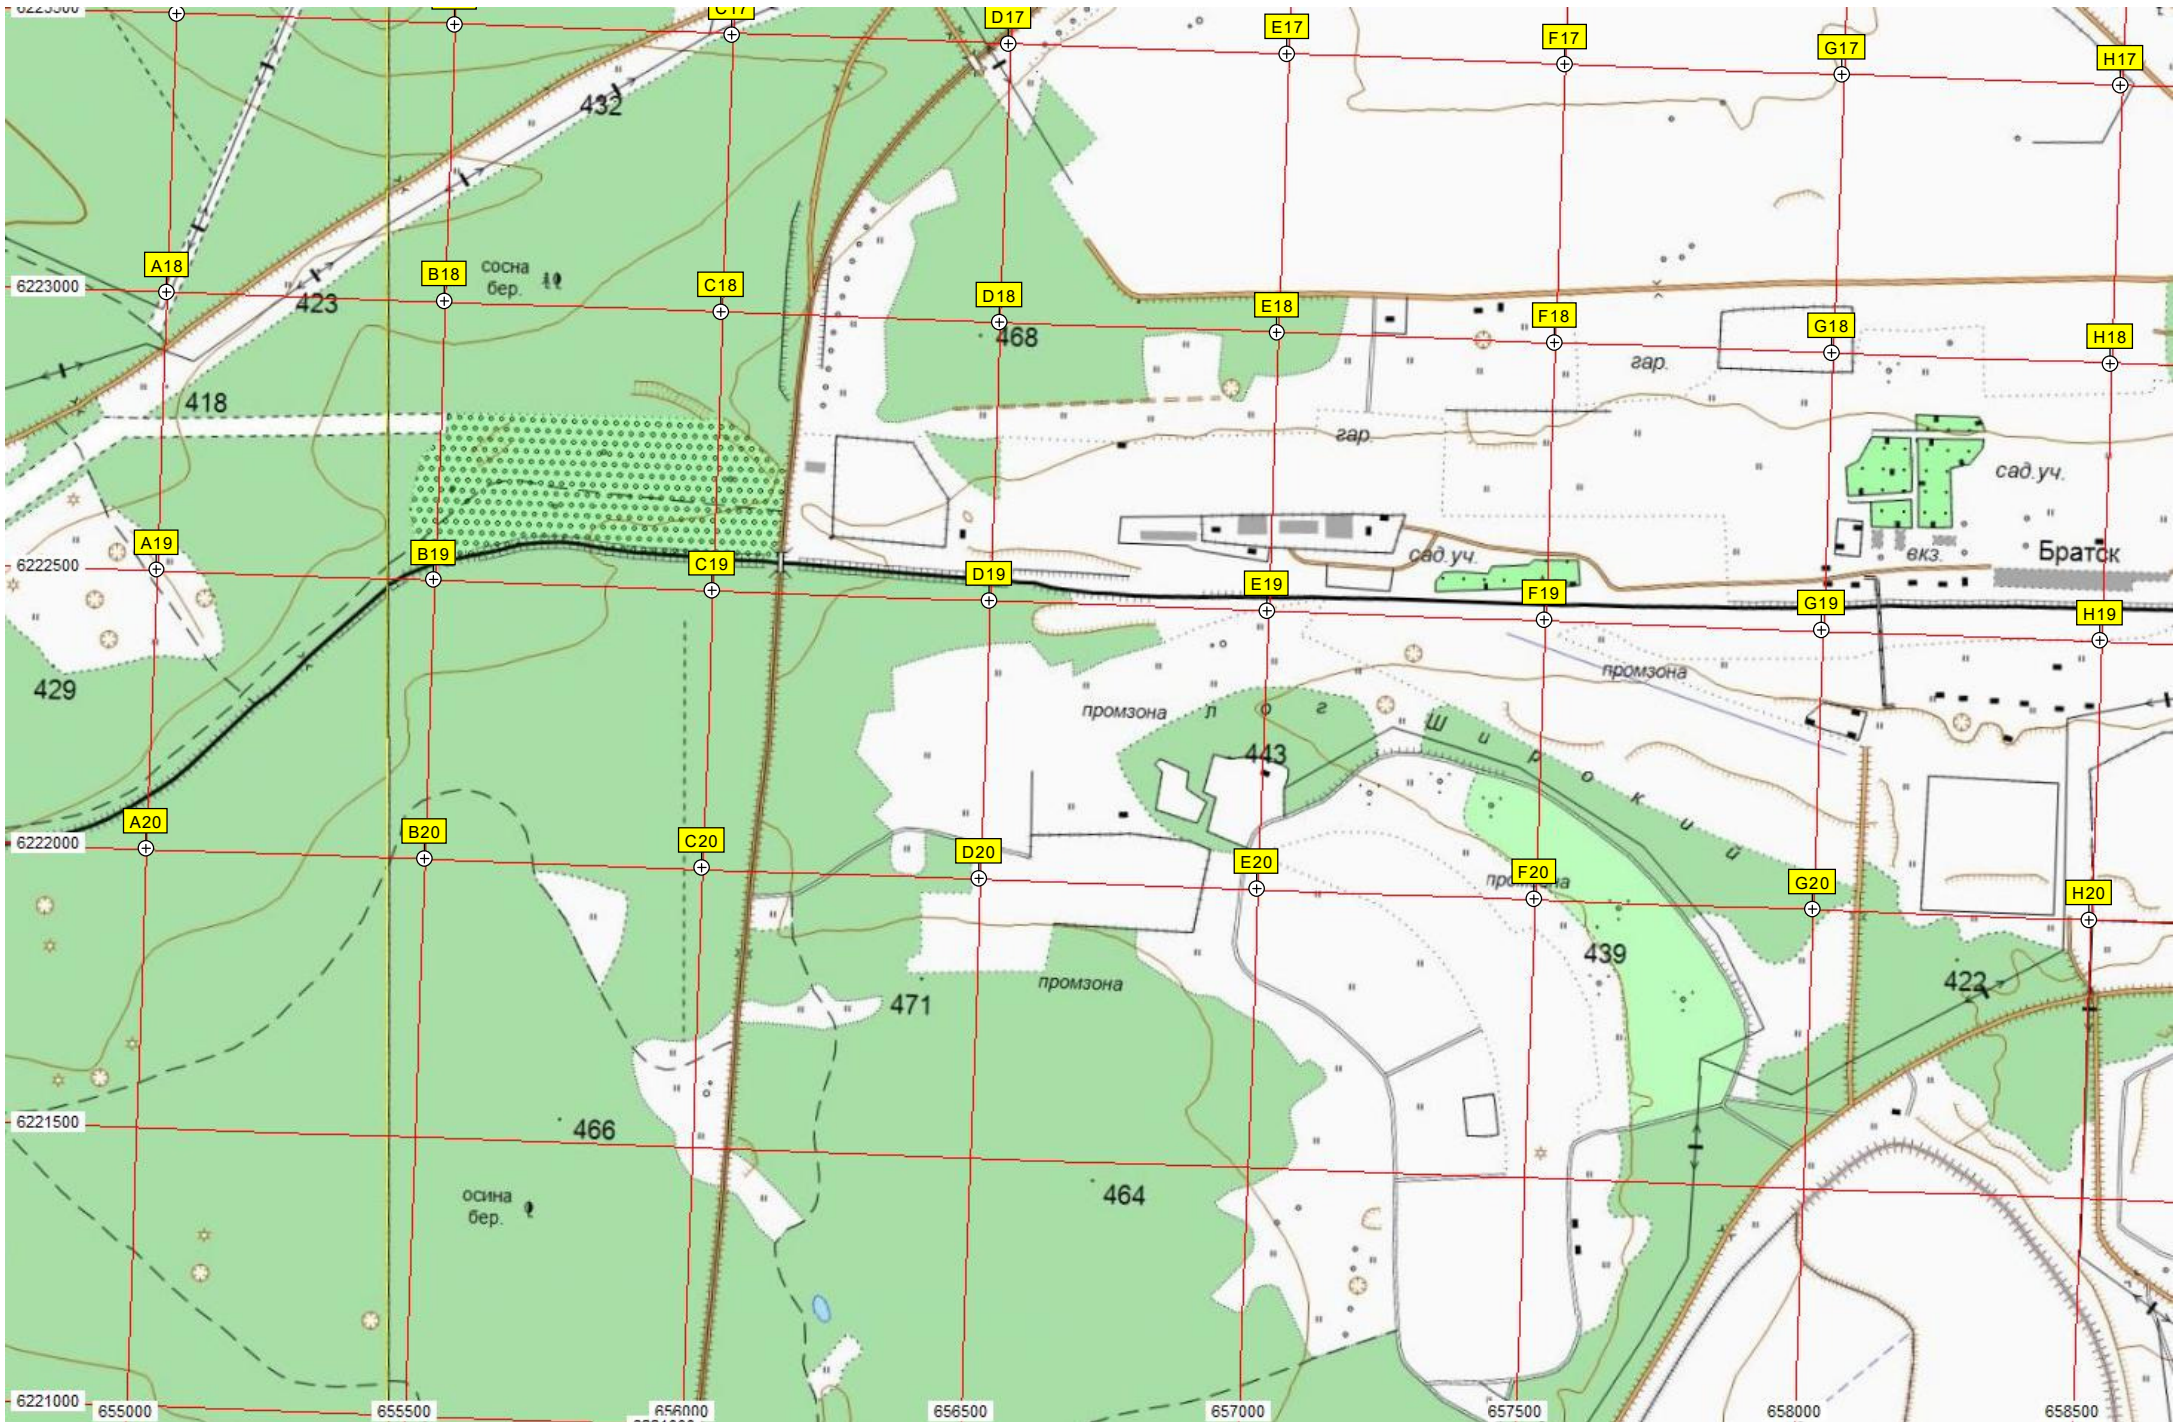 6223500
C17
D17
E17
F17
G17
H17
432
A18
B18
C18
D18
E18
F18
G18
H18
сосна
бер.
6223000
423
468
гар.
418
гар.
сад.уч.
A19
B19
C19
D19
E19
F19
G19
H19
6222500
сад.уч.
вкз.
Братск
429
промзона
промзона
л о г
Ш и р о к и й
443
A20
B20
C20
D20
E20
F20
G20
H20
6222000
439
422
471
промзона
6221500
466
464
осина
бер.
6221000
655000
655500
656000
656500
657000
657500
658000
658500